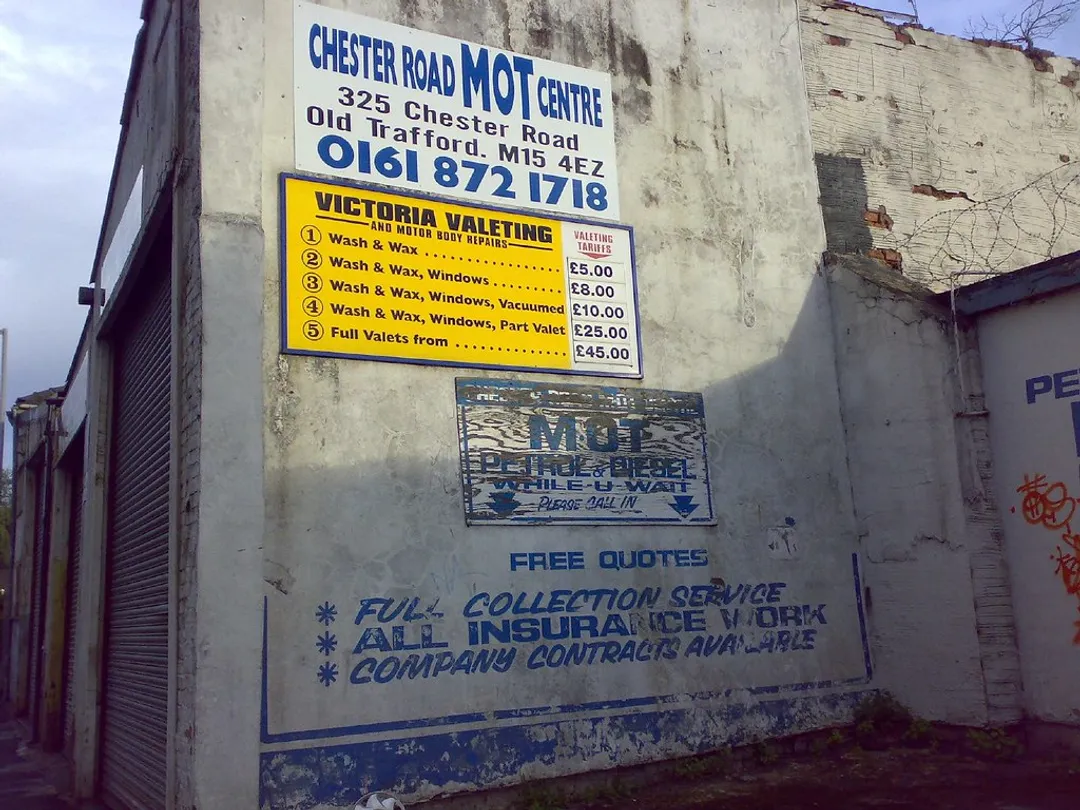 CHESTER ROAD MOT CENTRE
325 Chester Road
Old Trafford. M15 4EZ
0161 872 1718
VICTORIA VALETING
AND MOTOR BODY REPAIRS
VALETING
TARIFFS
1 Wash & Wax .................. £5.00
2 Wash & Wax, Windows ......... £8.00
3 Wash & Wax, Windows, Vacuumed £10.00
4 Wash & Wax, Windows, Part Valet £25.00
5 Full Valets from ............ £45.00
MOT
PETROL & DIESEL
WHILE-U-WAIT
PLEASE CALL IN
FREE QUOTES
* FULL COLLECTION SERVICE
* ALL INSURANCE WORK
* COMPANY CONTRACTS AVAILABLE
PE